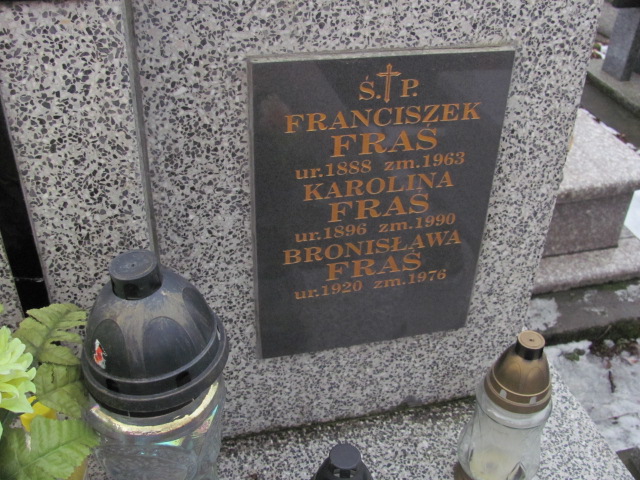 Ś.P.
FRANCISZEK
FRAŚ
ur.1888 zm.1963
KAROLINA
FRAŚ
ur.1896 zm.1990
BRONISŁAWA
FRAŚ
ur.1920 zm.1976